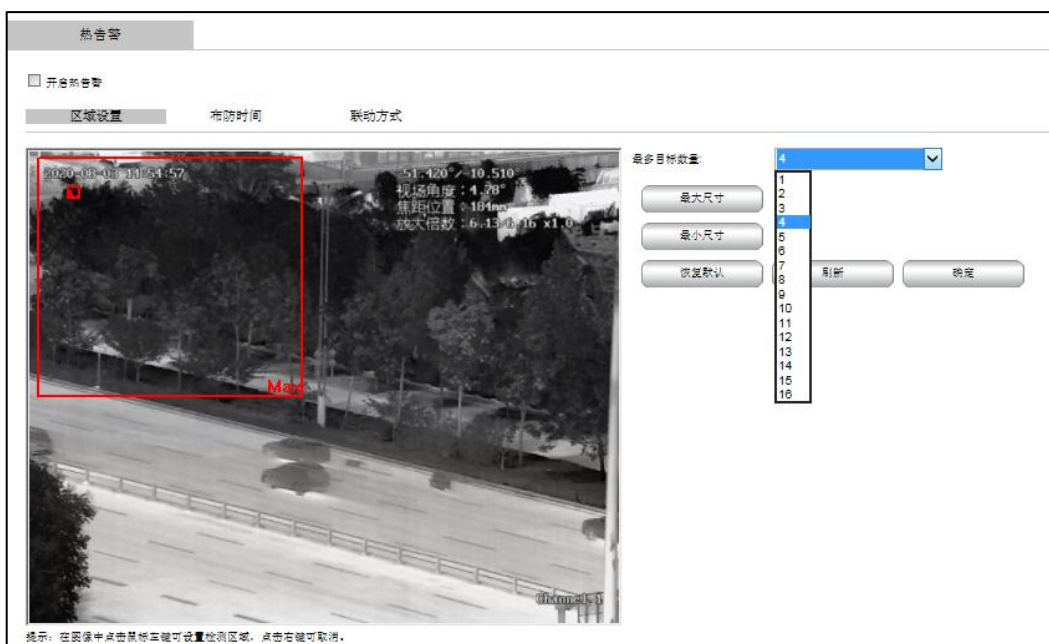 热告警
开启热告警
区域设置 布防时间 联动方式
2020-08-03 14:54:57
51.420°/-10.510
视场角度：4.78°
焦距位置：184mm
放大倍数：6.13/6.16 x1.0
Max
Channel.1
最多目标数量: 4
1
2
3
4
5
6
7
8
9
10
11
12
13
14
15
16
最大尺寸
最小尺寸
恢复默认 刷新 确定
提示：在图像中点击鼠标左键可设置检测区域，点击右键可取消。